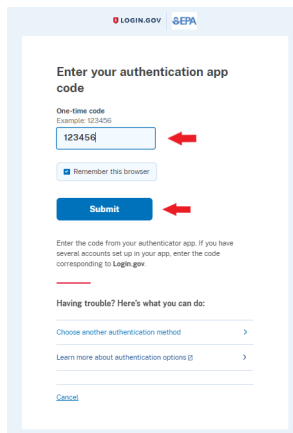 LOGIN.GOV EPA
Enter your authentication app
code
One-time code
Example: 123456
123456
Remember this browser
Submit
Enter the code from your authenticator app. If you have
several accounts set up in your app, enter the code
corresponding to Login.gov.
Having trouble? Here's what you can do:
Choose another authentication method
Learn more about authentication options
Cancel